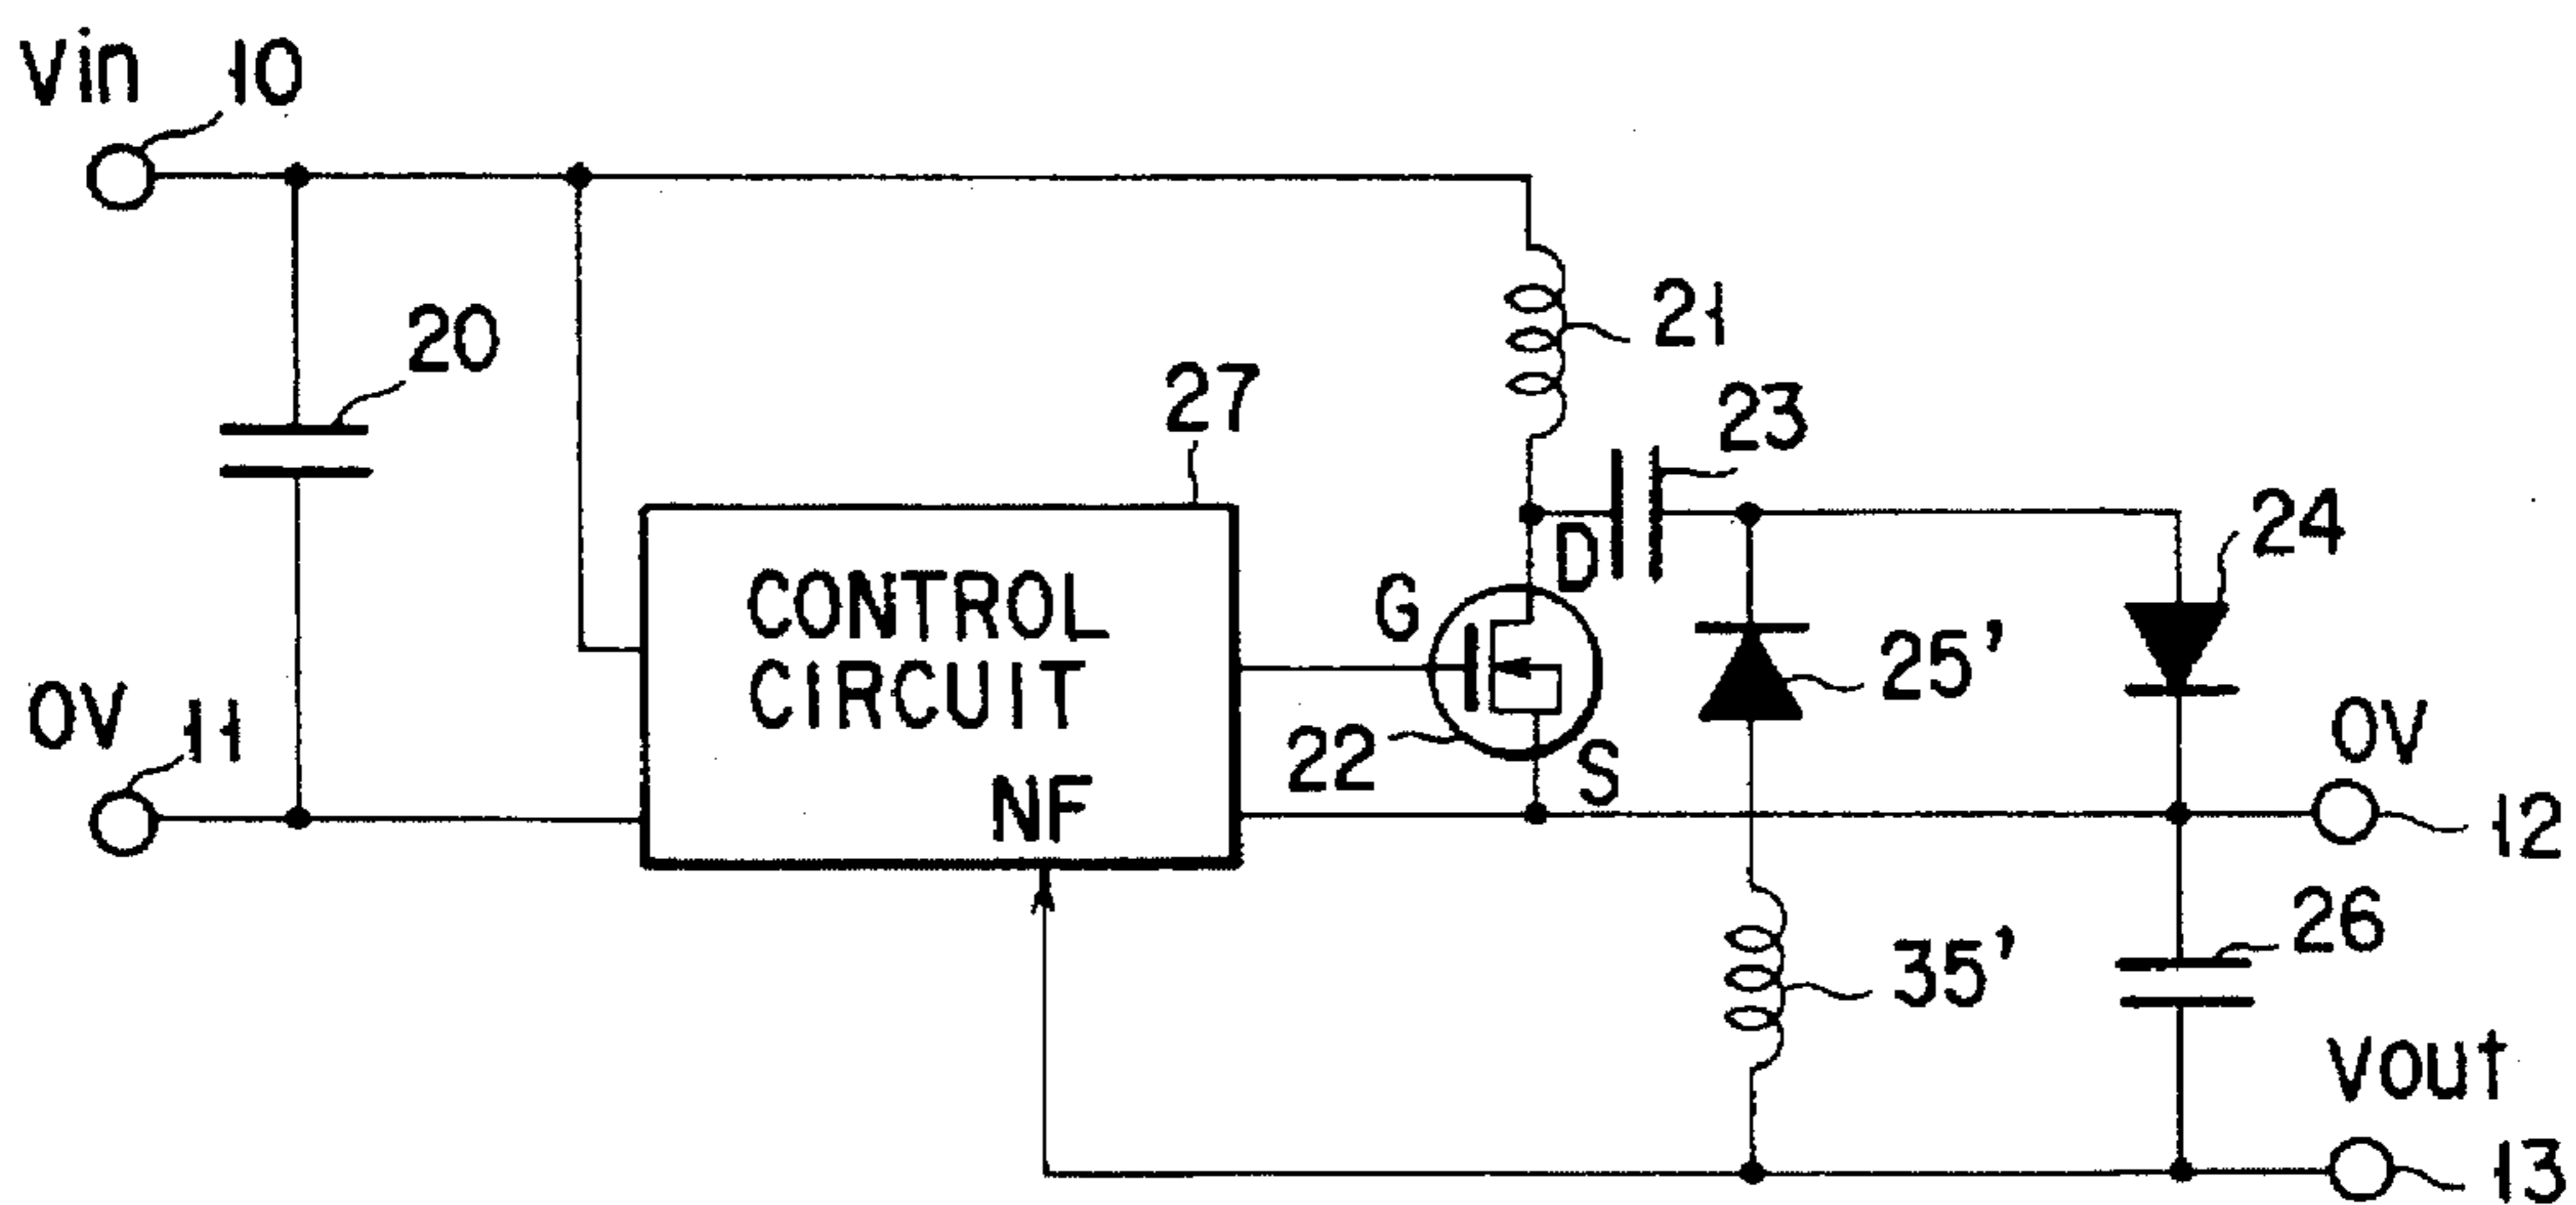 Vin 10
20
21
27
23
24
CONTROL
CIRCUIT
NF
G
D
S
22
25'
0V 11
0V
12
26
35'
Vout
13